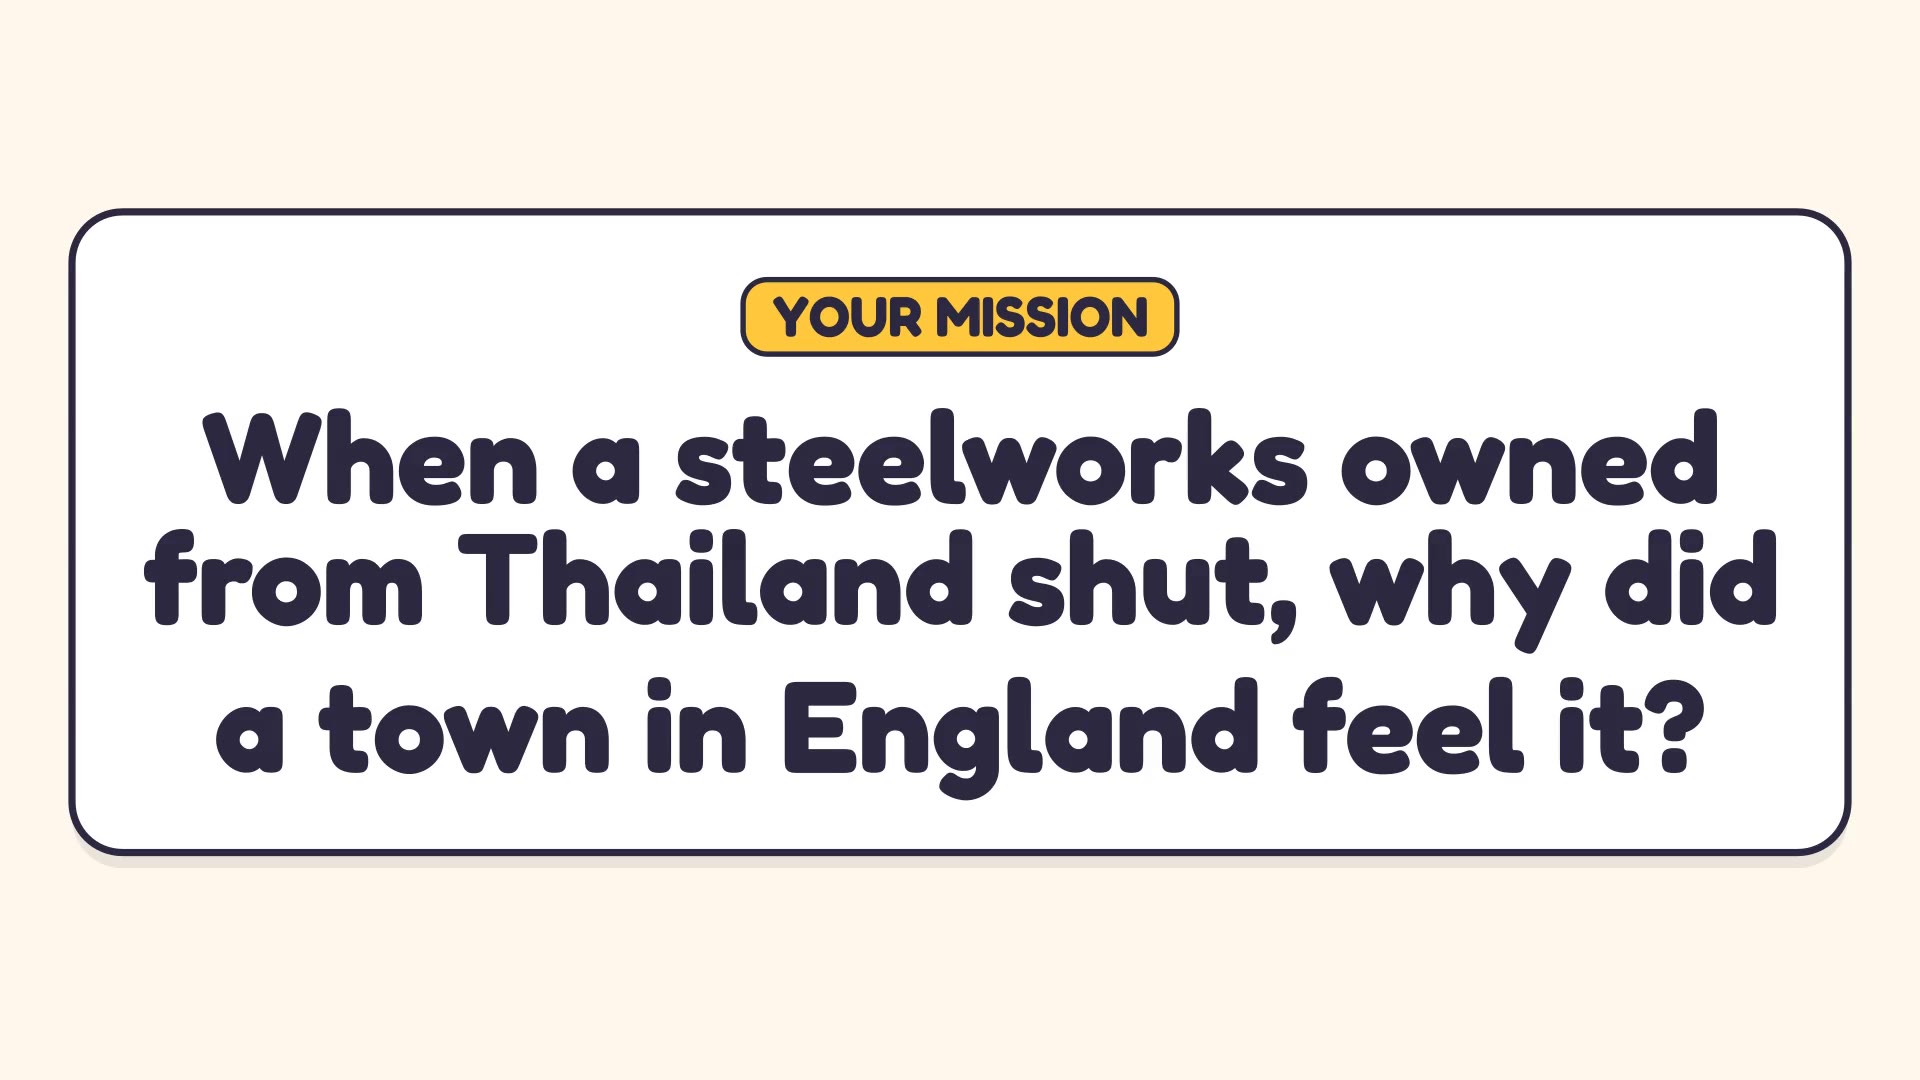 YOUR MISSION
When a steelworks owned
from Thailand shut, why did
a town in England feel it?